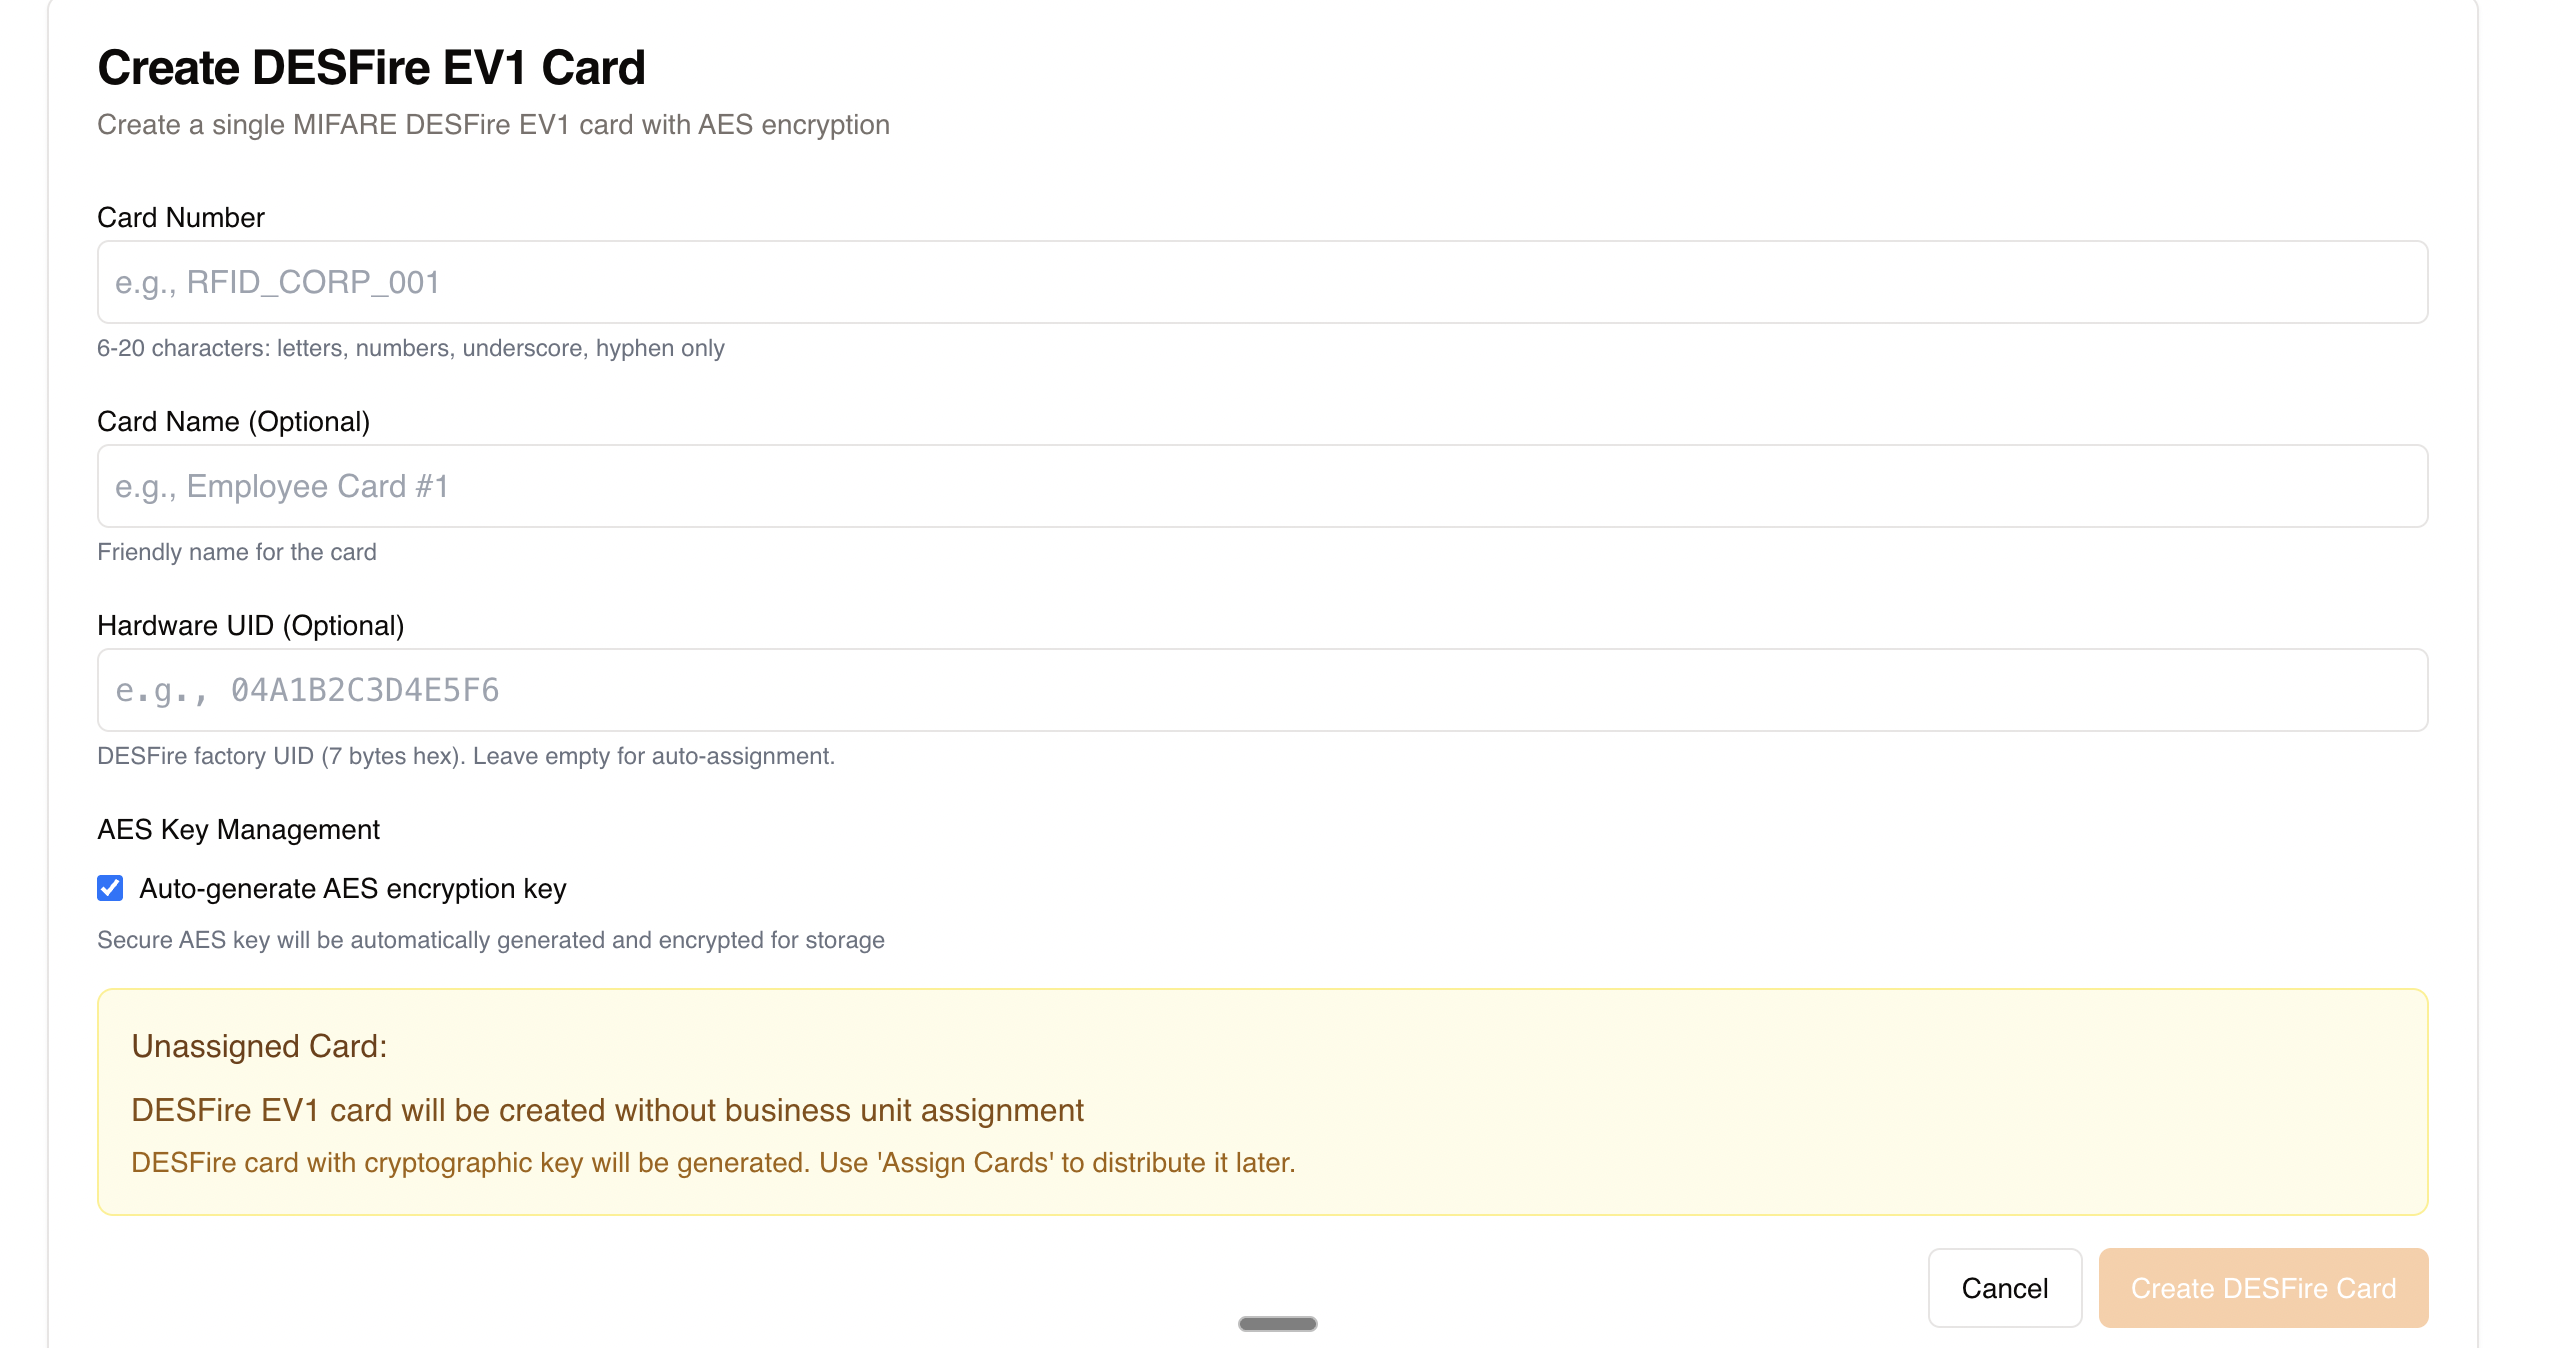 Create DESFire EV1 Card
Create a single MIFARE DESFire EV1 card with AES encryption
Card Number
e.g., RFID_CORP_001
6-20 characters: letters, numbers, underscore, hyphen only
Card Name (Optional)
e.g., Employee Card #1
Friendly name for the card
Hardware UID (Optional)
e.g., 04A1B2C3D4E5F6
DESFire factory UID (7 bytes hex). Leave empty for auto-assignment.
AES Key Management
Auto-generate AES encryption key
Secure AES key will be automatically generated and encrypted for storage
Unassigned Card:
DESFire EV1 card will be created without business unit assignment
DESFire card with cryptographic key will be generated. Use 'Assign Cards' to distribute it later.
Cancel
Create DESFire Card